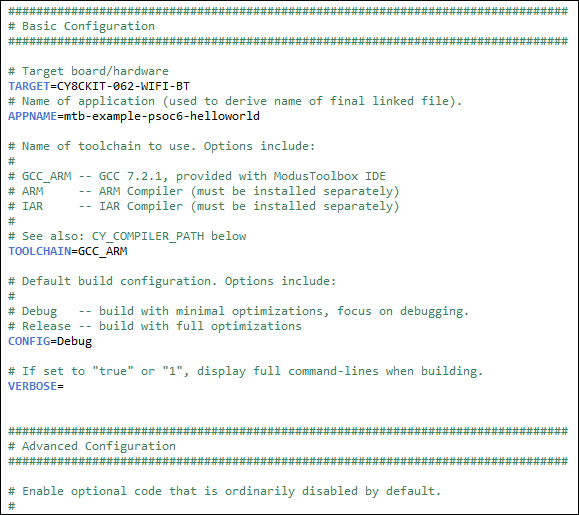 ################################################################################
# Basic Configuration
################################################################################
# Target board/hardware
TARGET=CY8CKIT-062-WIFI-BT
# Name of application (used to derive name of final linked file).
APPNAME=mtb-example-psoc6-helloworld
# Name of toolchain to use. Options include:
#
# GCC_ARM -- GCC 7.2.1, provided with ModusToolbox IDE
# ARM     -- ARM Compiler (must be installed separately)
# IAR     -- IAR Compiler (must be installed separately)
#
# See also: CY_COMPILER_PATH below
TOOLCHAIN=GCC_ARM
# Default build configuration. Options include:
#
# Debug   -- build with minimal optimizations, focus on debugging.
# Release -- build with full optimizations
CONFIG=Debug
# If set to "true" or "1", display full command-lines when building.
VERBOSE=
################################################################################
# Advanced Configuration
################################################################################
# Enable optional code that is ordinarily disabled by default.
#